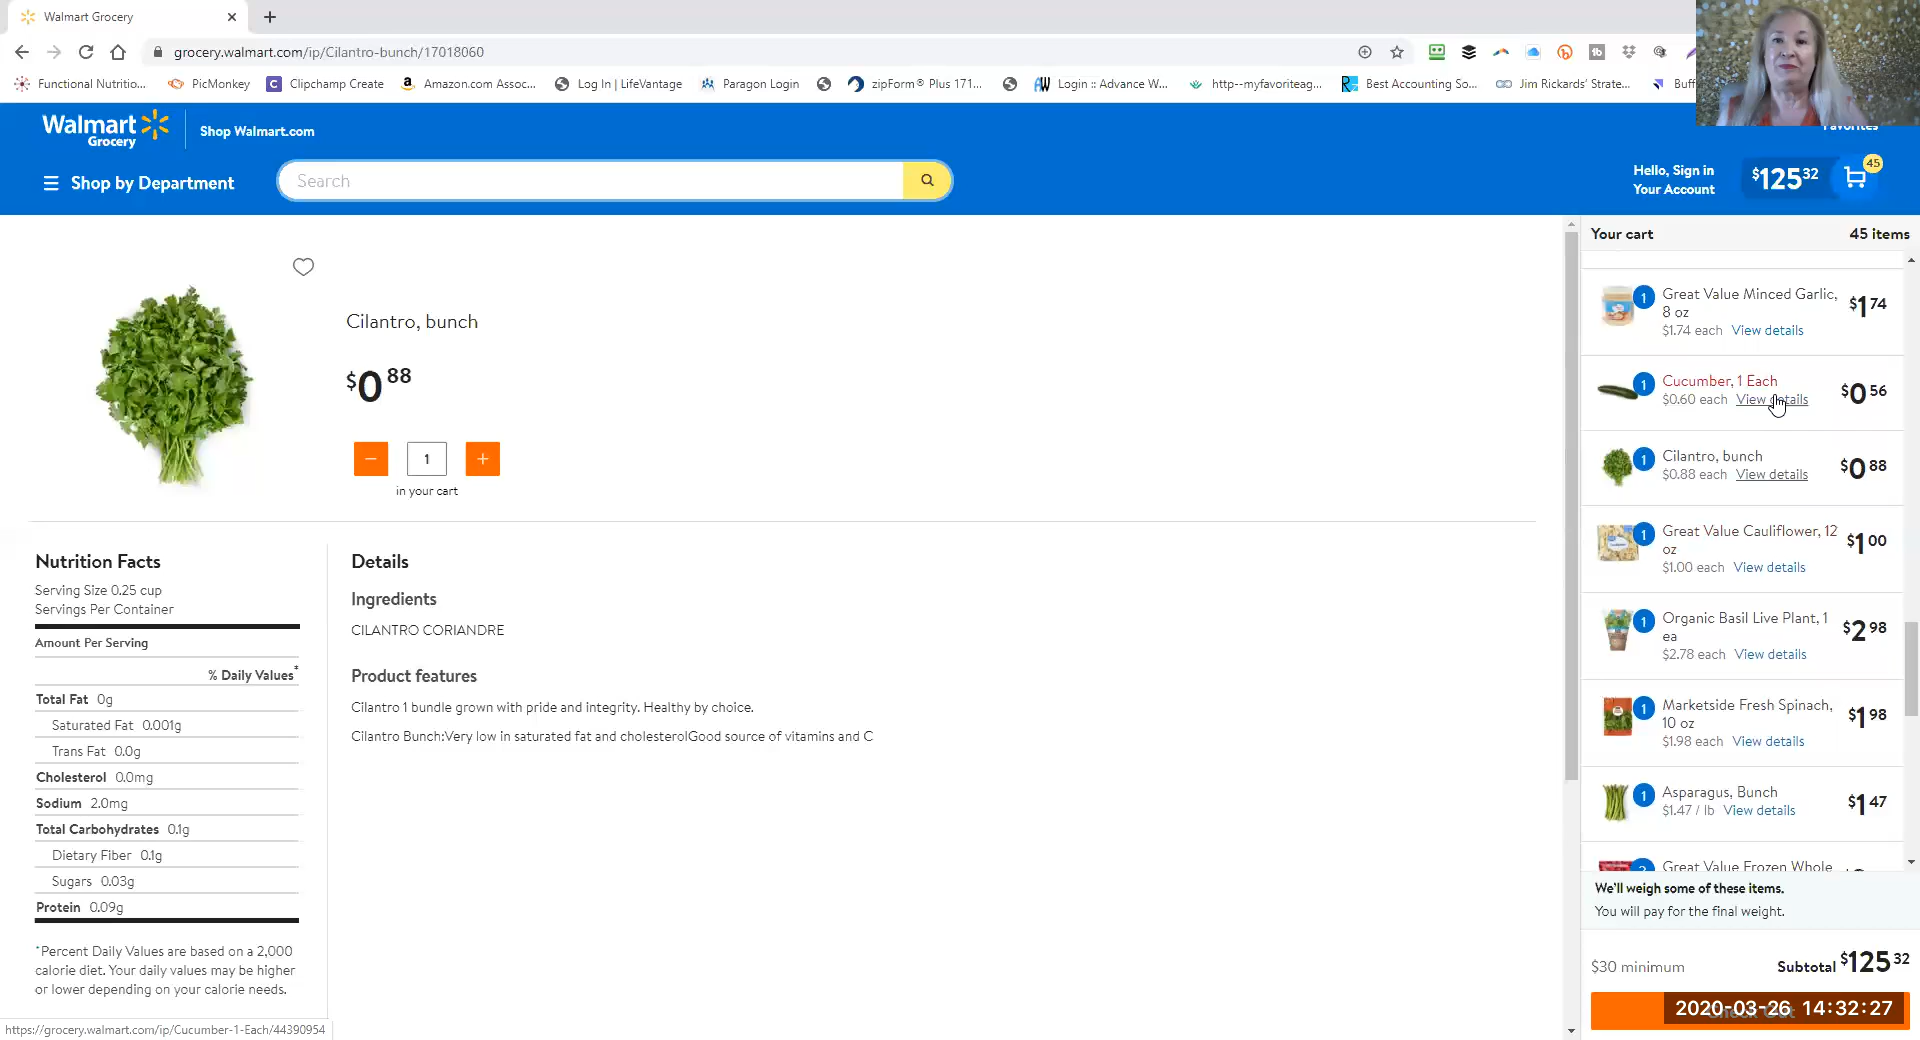 Walmart Grocery
grocery.walmart.com/ip/Cilantro-bunch/17018060
Functional Nutritio...
PicMonkey
Clipchamp Create
Amazon.com Assoc...
Log In | LifeVantage
Paragon Login
zipForm® Plus 171...
Login :: Advance W...
http--myfavoriteag...
Best Accounting So...
Jim Rickards' Strate...
Buff
Walmart
Grocery
Shop Walmart.com
Favorites
Shop by Department
Search
Hello, Sign in
Your Account
$125 32
45
Cilantro, bunch
$0 88
− 1 +
in your cart
Nutrition Facts
Serving Size 0.25 cup
Servings Per Container
Amount Per Serving
% Daily Values*
Total Fat 0g
Saturated Fat 0.001g
Trans Fat 0.0g
Cholesterol 0.0mg
Sodium 2.0mg
Total Carbohydrates 0.1g
Dietary Fiber 0.1g
Sugars 0.03g
Protein 0.09g
*Percent Daily Values are based on a 2,000
calorie diet. Your daily values may be higher
or lower depending on your calorie needs.
Details
Ingredients
CILANTRO CORIANDRE
Product features
Cilantro 1 bundle grown with pride and integrity. Healthy by choice.
Cilantro Bunch:Very low in saturated fat and cholesterolGood source of vitamins and C
Your cart 45 items
1 Great Value Minced Garlic,
8 oz
$1.74 each View details
$1 74
1 Cucumber, 1 Each
$0.60 each View details
$0 56
1 Cilantro, bunch
$0.88 each View details
$0 88
1 Great Value Cauliflower, 12
oz
$1.00 each View details
$1 00
1 Organic Basil Live Plant, 1
ea
$2.78 each View details
$2 98
1 Marketside Fresh Spinach,
10 oz
$1.98 each View details
$1 98
1 Asparagus, Bunch
$1.47 / lb View details
$1 47
Great Value Frozen Whole
We'll weigh some of these items.
You will pay for the final weight.
$30 minimum Subtotal $125 32
2020-03-26 14:32:27
https://grocery.walmart.com/ip/Cucumber-1-Each/44390954